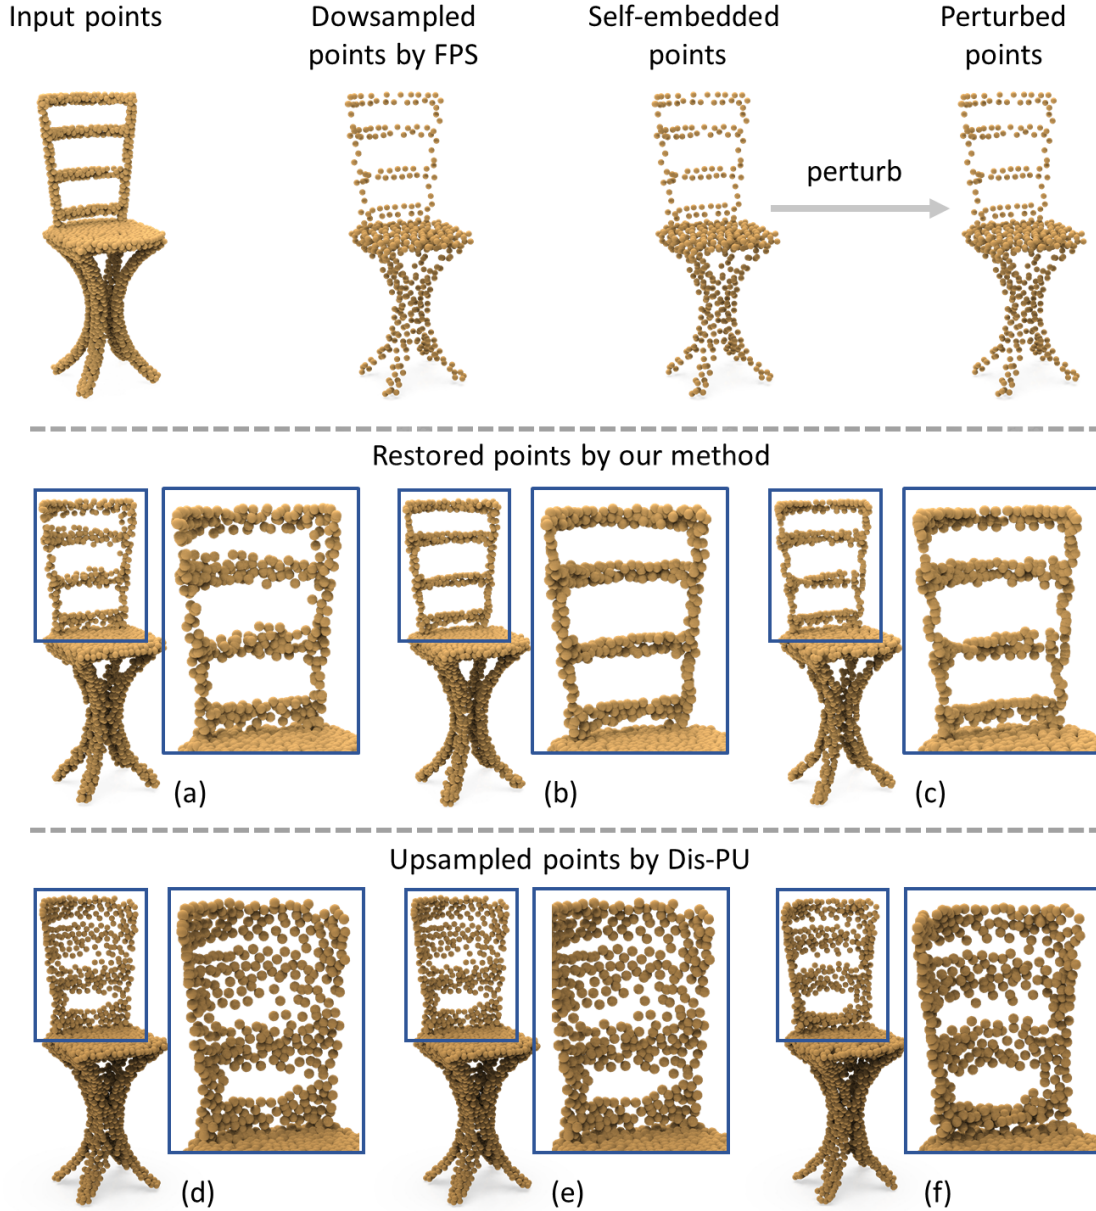 Input points
Dowsampled
points by FPS
Self-embedded
points
Perturbed
points
perturb
Restored points by our method
(a)
(b)
(c)
Upsampled points by Dis-PU
(d)
(e)
(f)